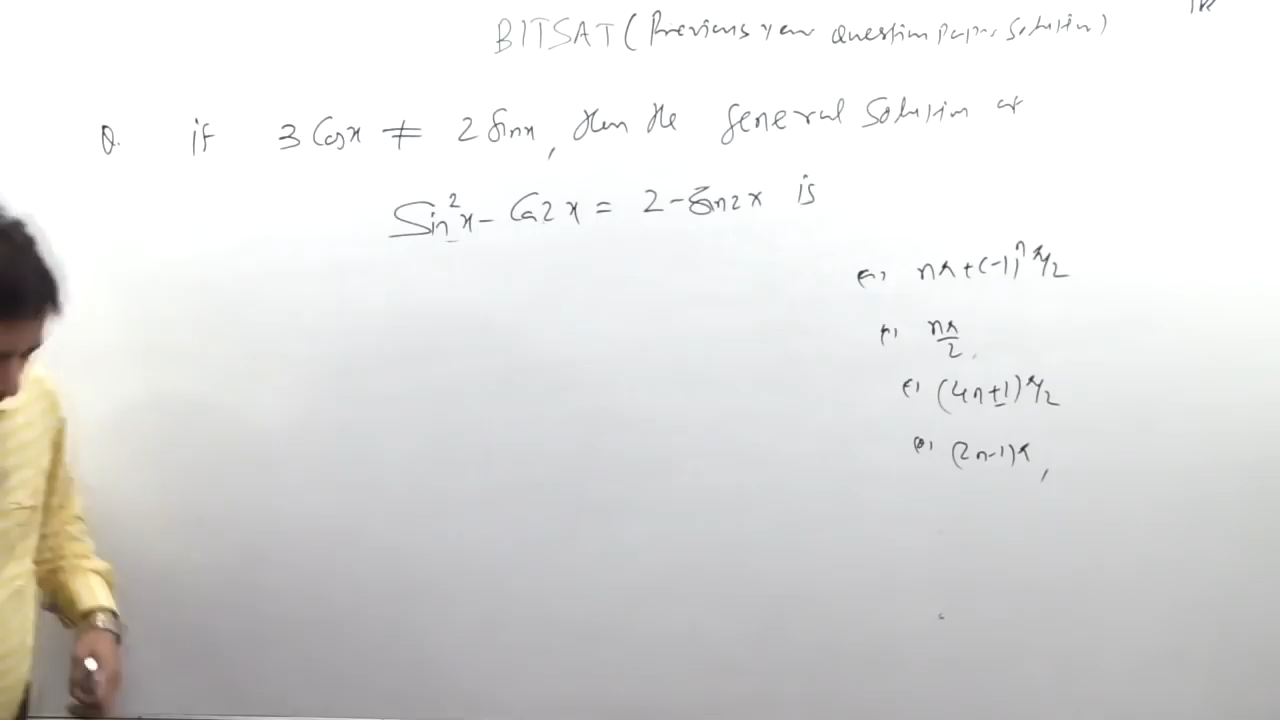 BITSAT (Previous year question paper solution)
Q. if 3 Cosx ≠ 2 Sinx, then the general solution of
Sin²x - Cos2x = 2 - Sin2x is
(a) nπ + (-1)ⁿ π/2
(b) nπ/2
(c) (4n±1) π/2
(d) (2n-1)π